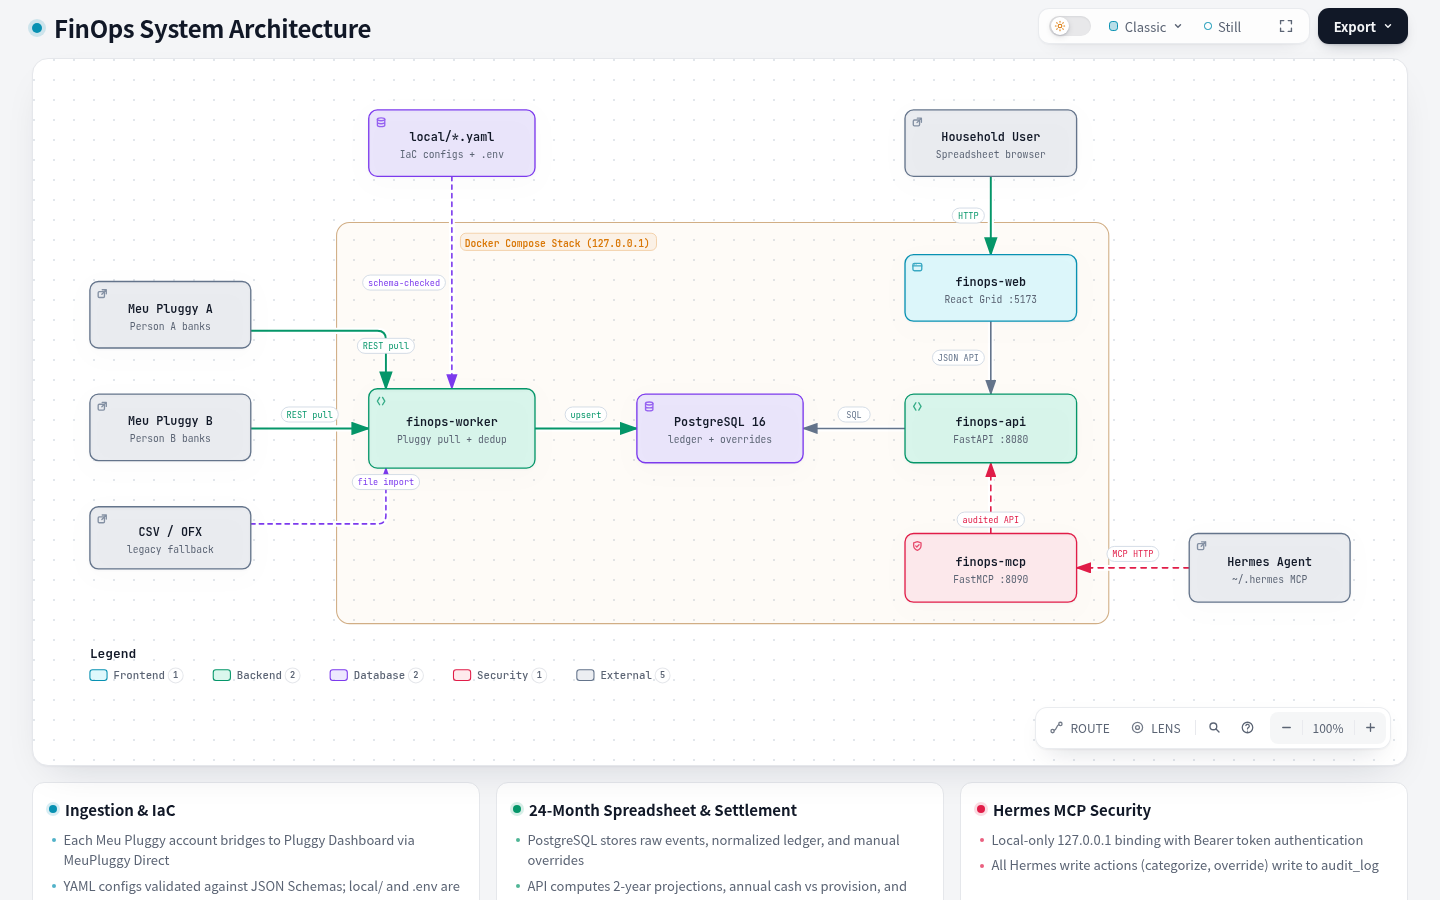 FinOps System Architecture
Classic
Still
Export
local/*.yaml
IaC configs + .env
Household User
Spreadsheet browser
HTTP
Docker Compose Stack (127.0.0.1)
schema-checked
finops-web
React Grid :5173
Meu Pluggy A
Person A banks
REST pull
JSON API
Meu Pluggy B
Person B banks
REST pull
finops-worker
Pluggy pull + dedup
upsert
PostgreSQL 16
ledger + overrides
SQL
finops-api
FastAPI :8080
file import
CSV / OFX
legacy fallback
audited API
finops-mcp
FastMCP :8090
MCP HTTP
Hermes Agent
~/.hermes MCP
Legend
Frontend 1
Backend 2
Database 2
Security 1
External 5
ROUTE
LENS
− 100% +
Ingestion & IaC
• Each Meu Pluggy account bridges to Pluggy Dashboard via
MeuPluggy Direct
• YAML configs validated against JSON Schemas; local/ and .env are
24-Month Spreadsheet & Settlement
• PostgreSQL stores raw events, normalized ledger, and manual
overrides
• API computes 2-year projections, annual cash vs provision, and
Hermes MCP Security
• Local-only 127.0.0.1 binding with Bearer token authentication
• All Hermes write actions (categorize, override) write to audit_log